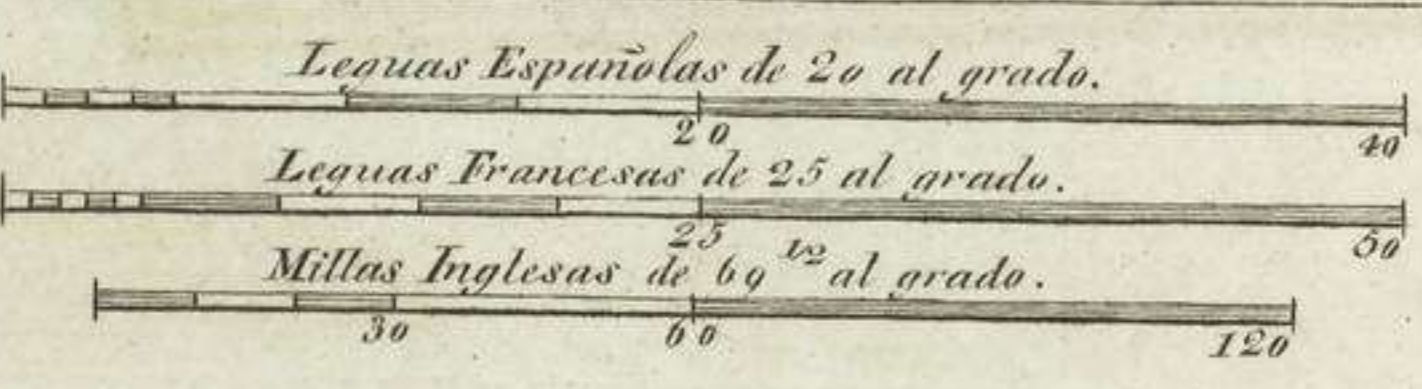 Leguas Españolas de 20 al grado.
20 40
Leguas Francesas de 25 al grado.
25 50
Millas Inglesas de 69 1/2 al grado.
30 60 120